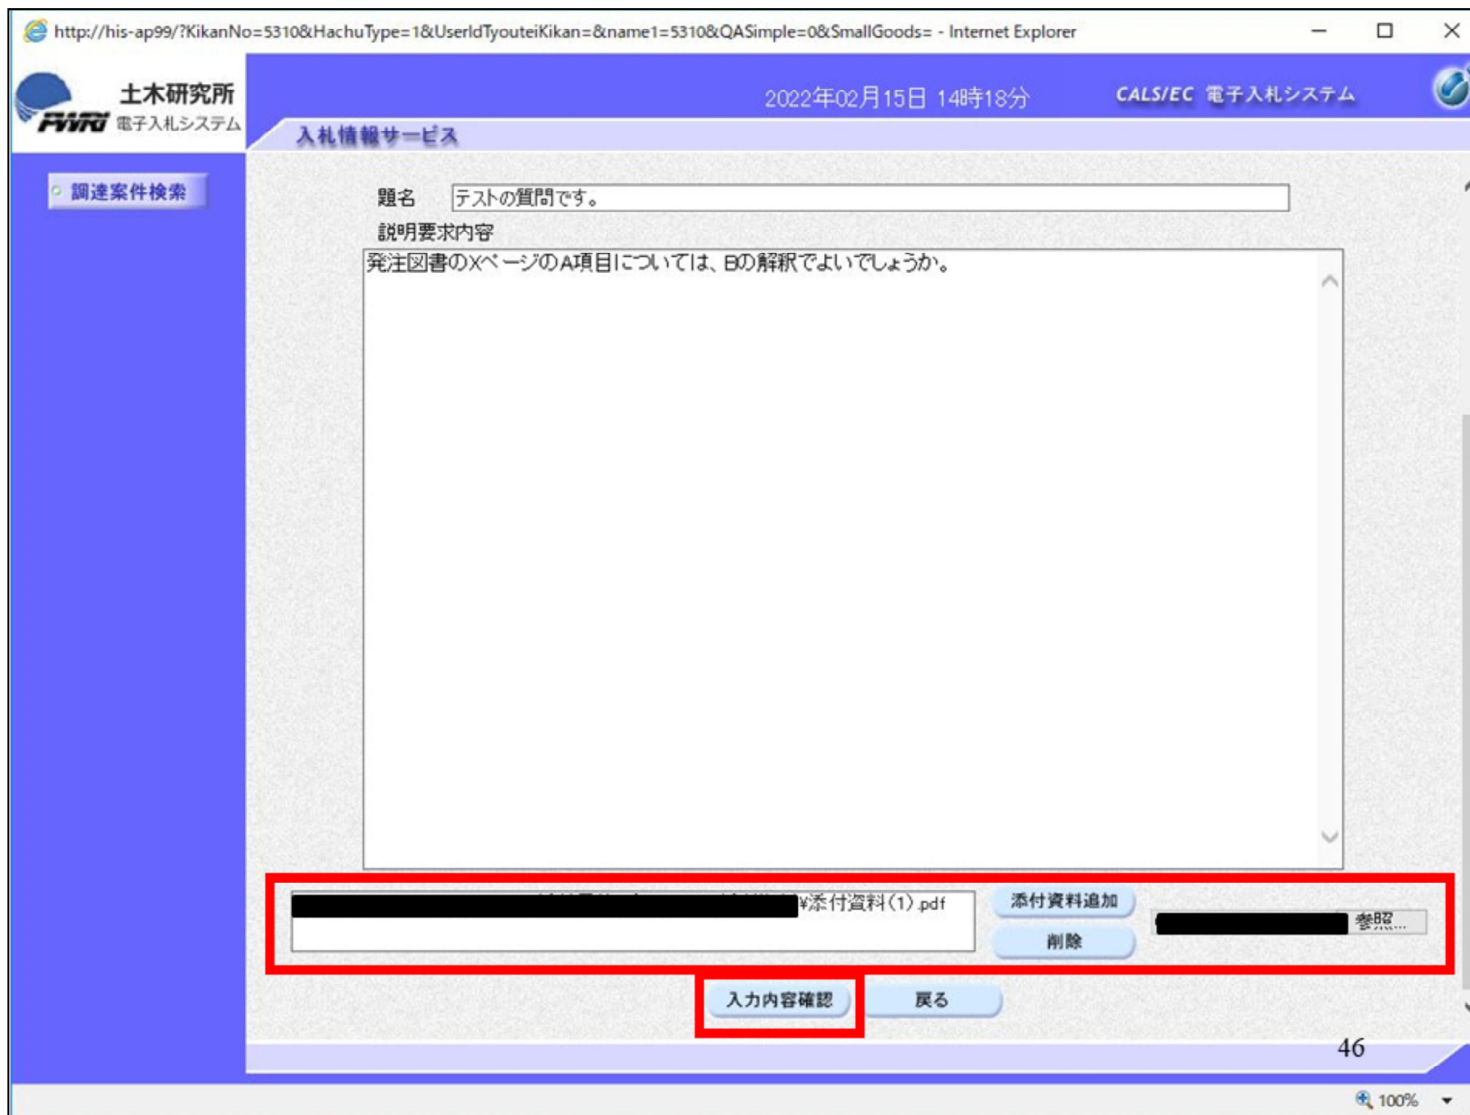 http://his-ap99/?KikanNo=5310&HachuType=1&UserIdTyouteiKikan=&name1=5310&QASimple=0&SmallGoods= - Internet Explorer
土木研究所
PWRI 電子入札システム
2022年02月15日 14時18分
CALS/EC 電子入札システム
入札情報サービス
調達案件検索
題名 テストの質問です。
説明要求内容
発注図書のXページのA項目については、Bの解釈でよいでしょうか。
¥添付資料(1).pdf
添付資料追加
削除
参照...
入力内容確認
戻る
46
100%